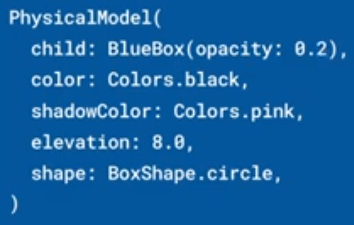 PhysicalModel(
  child: BlueBox(opacity: 0.2),
  color: Colors.black,
  shadowColor: Colors.pink,
  elevation: 8.0,
  shape: BoxShape.circle,
)